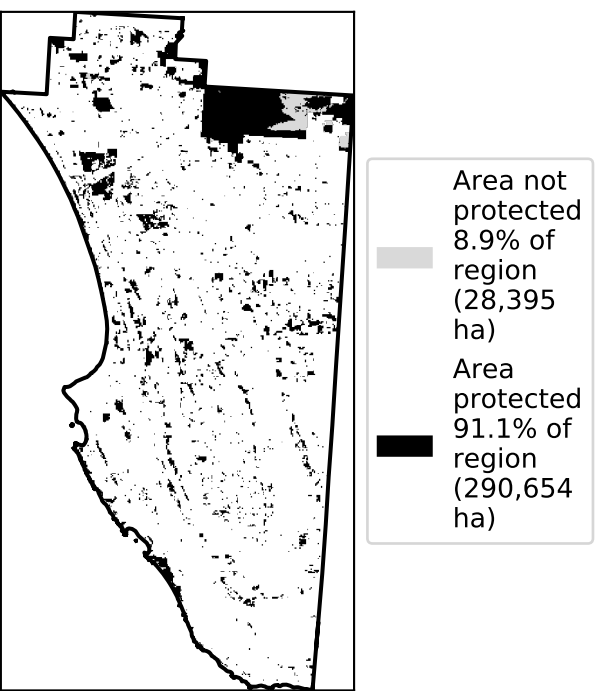 Area not
protected
8.9% of
region
(28,395
ha)
Area
protected
91.1% of
region
(290,654
ha)